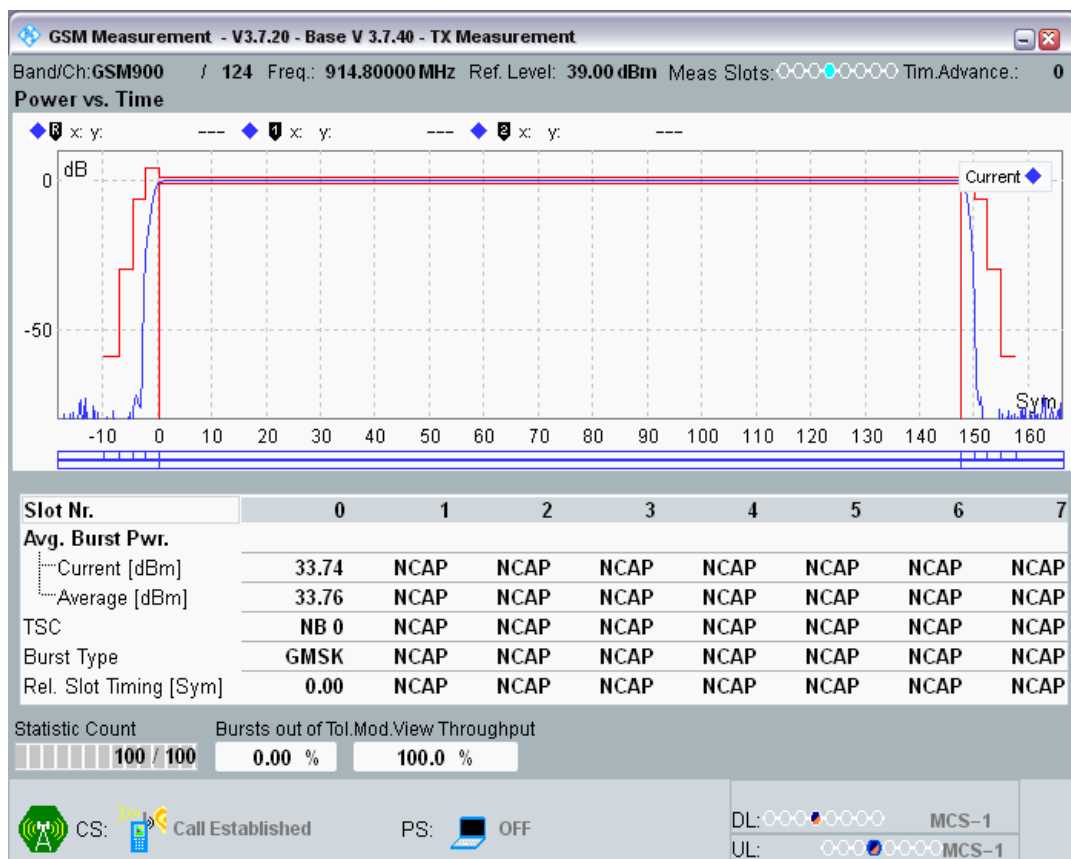 GSM Measurement - V3.7.20 - Base V 3.7.40 - TX Measurement
Band/Ch:GSM900 / 124 Freq.: 914.80000 MHz Ref. Level: 39.00 dBm Meas Slots: Tim.Advance.: 0
Power vs. Time
R x: y: --- 1 x: y: --- 2 x: y: ---
dB
Current
0
-50
Sym
-10 0 10 20 30 40 50 60 70 80 90 100 110 120 130 140 150 160
Slot Nr. 0 1 2 3 4 5 6 7
Avg. Burst Pwr.
Current [dBm] 33.74 NCAP NCAP NCAP NCAP NCAP NCAP NCAP
Average [dBm] 33.76 NCAP NCAP NCAP NCAP NCAP NCAP NCAP
TSC NB 0 NCAP NCAP NCAP NCAP NCAP NCAP NCAP
Burst Type GMSK NCAP NCAP NCAP NCAP NCAP NCAP NCAP
Rel. Slot Timing [Sym] 0.00 NCAP NCAP NCAP NCAP NCAP NCAP NCAP
Statistic Count Bursts out of Tol. Mod.View Throughput
100 / 100 0.00 % 100.0 %
CS: Call Established PS: OFF
DL: MCS-1
UL: MCS-1